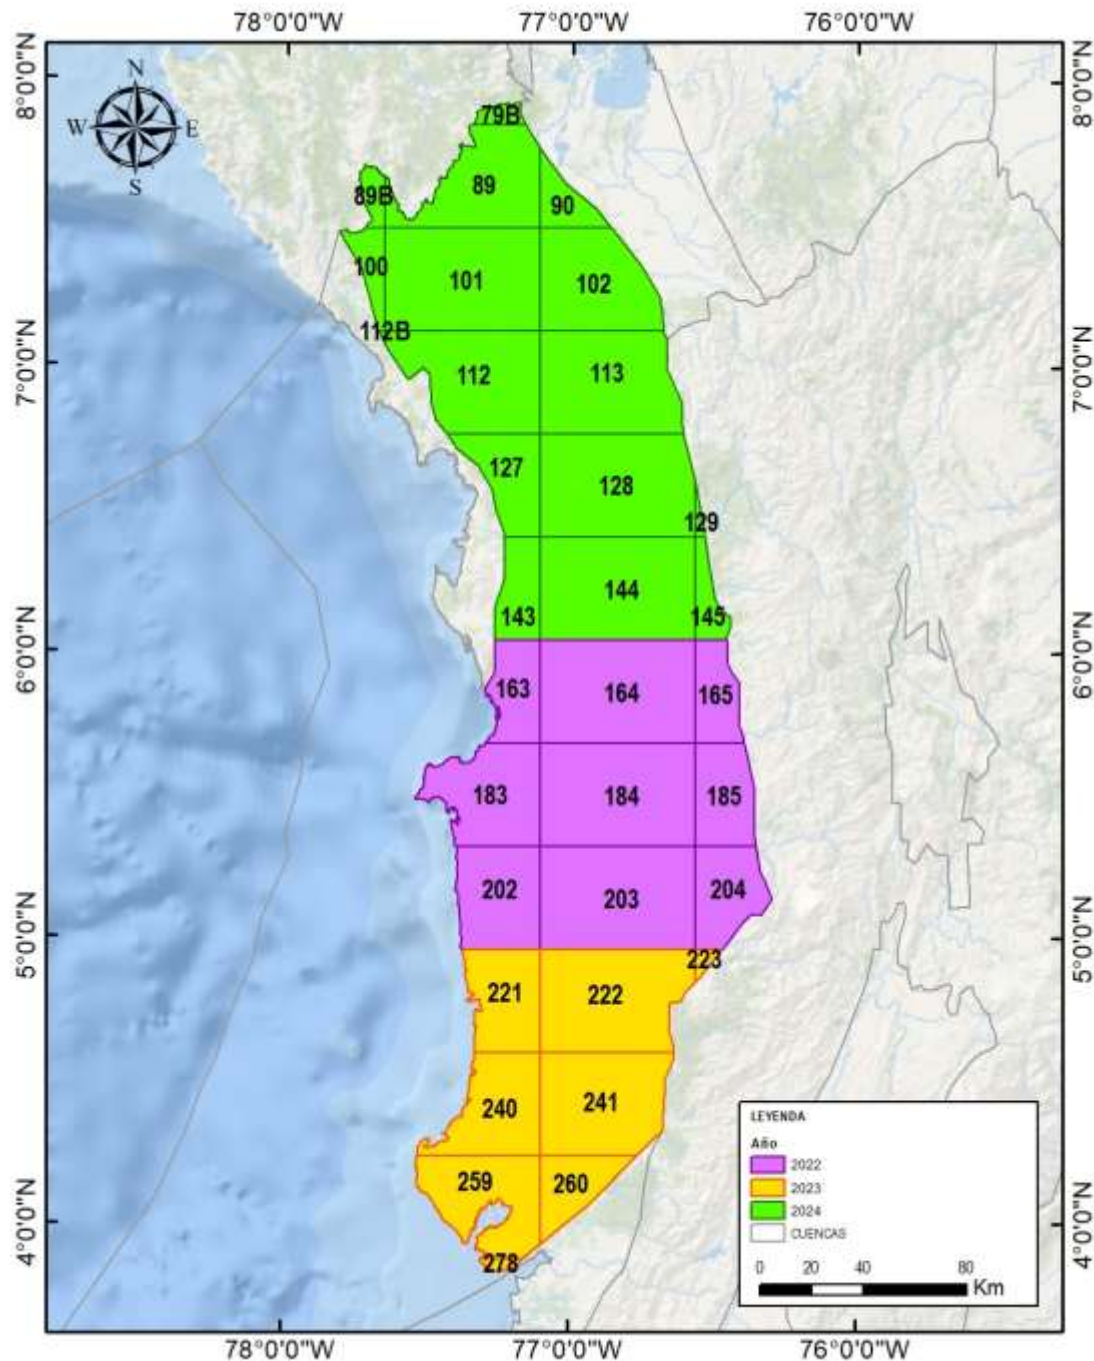 78°0'0"W 77°0'0"W 76°0'0"W
8°0'0"N 8°0'0"N
N
W E
S
79B
89B 89 90
100 101 102
112B
112 113
7°0'0"N 7°0'0"N
127 128
129
143 144 145
6°0'0"N 6°0'0"N
163 164 165
183 184 185
202 203 204
5°0'0"N 5°0'0"N
223
221 222
240 241
259 260
4°0'0"N 4°0'0"N
278
LEYENDA
Año
2022
2023
2024
CUENCAS
0 20 40 80
Km
78°0'0"W 77°0'0"W 76°0'0"W